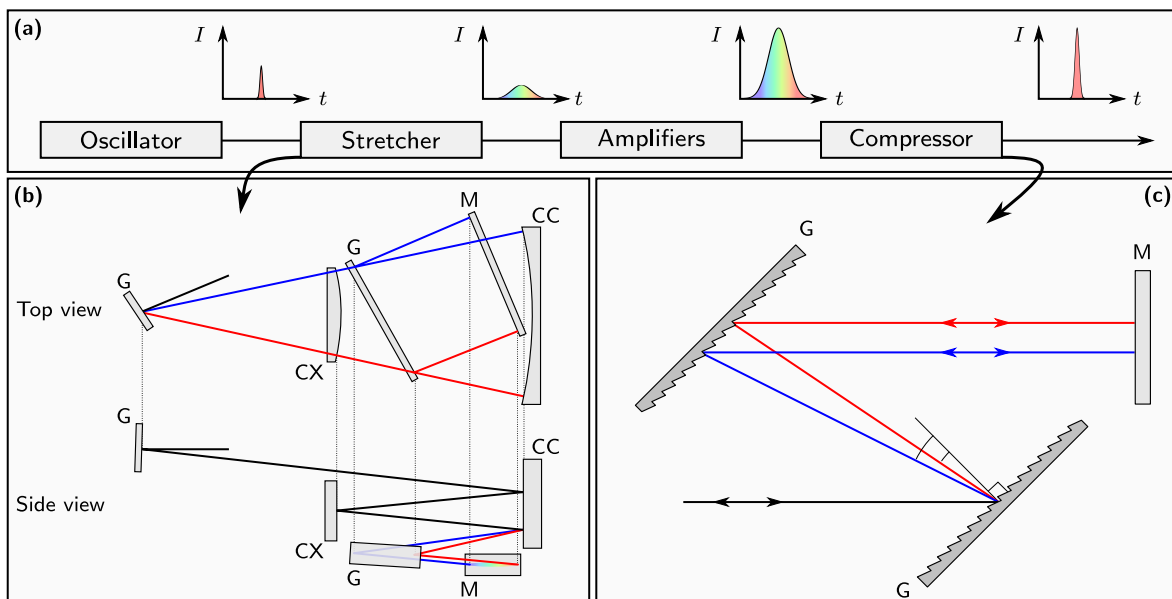 (a)
I
t
I
t
I
t
I
t
Oscillator
Stretcher
Amplifiers
Compressor
(b)
M
CC
G
G
Top view
CX
G
CC
Side view
CX
G
M
(c)
G
M
G